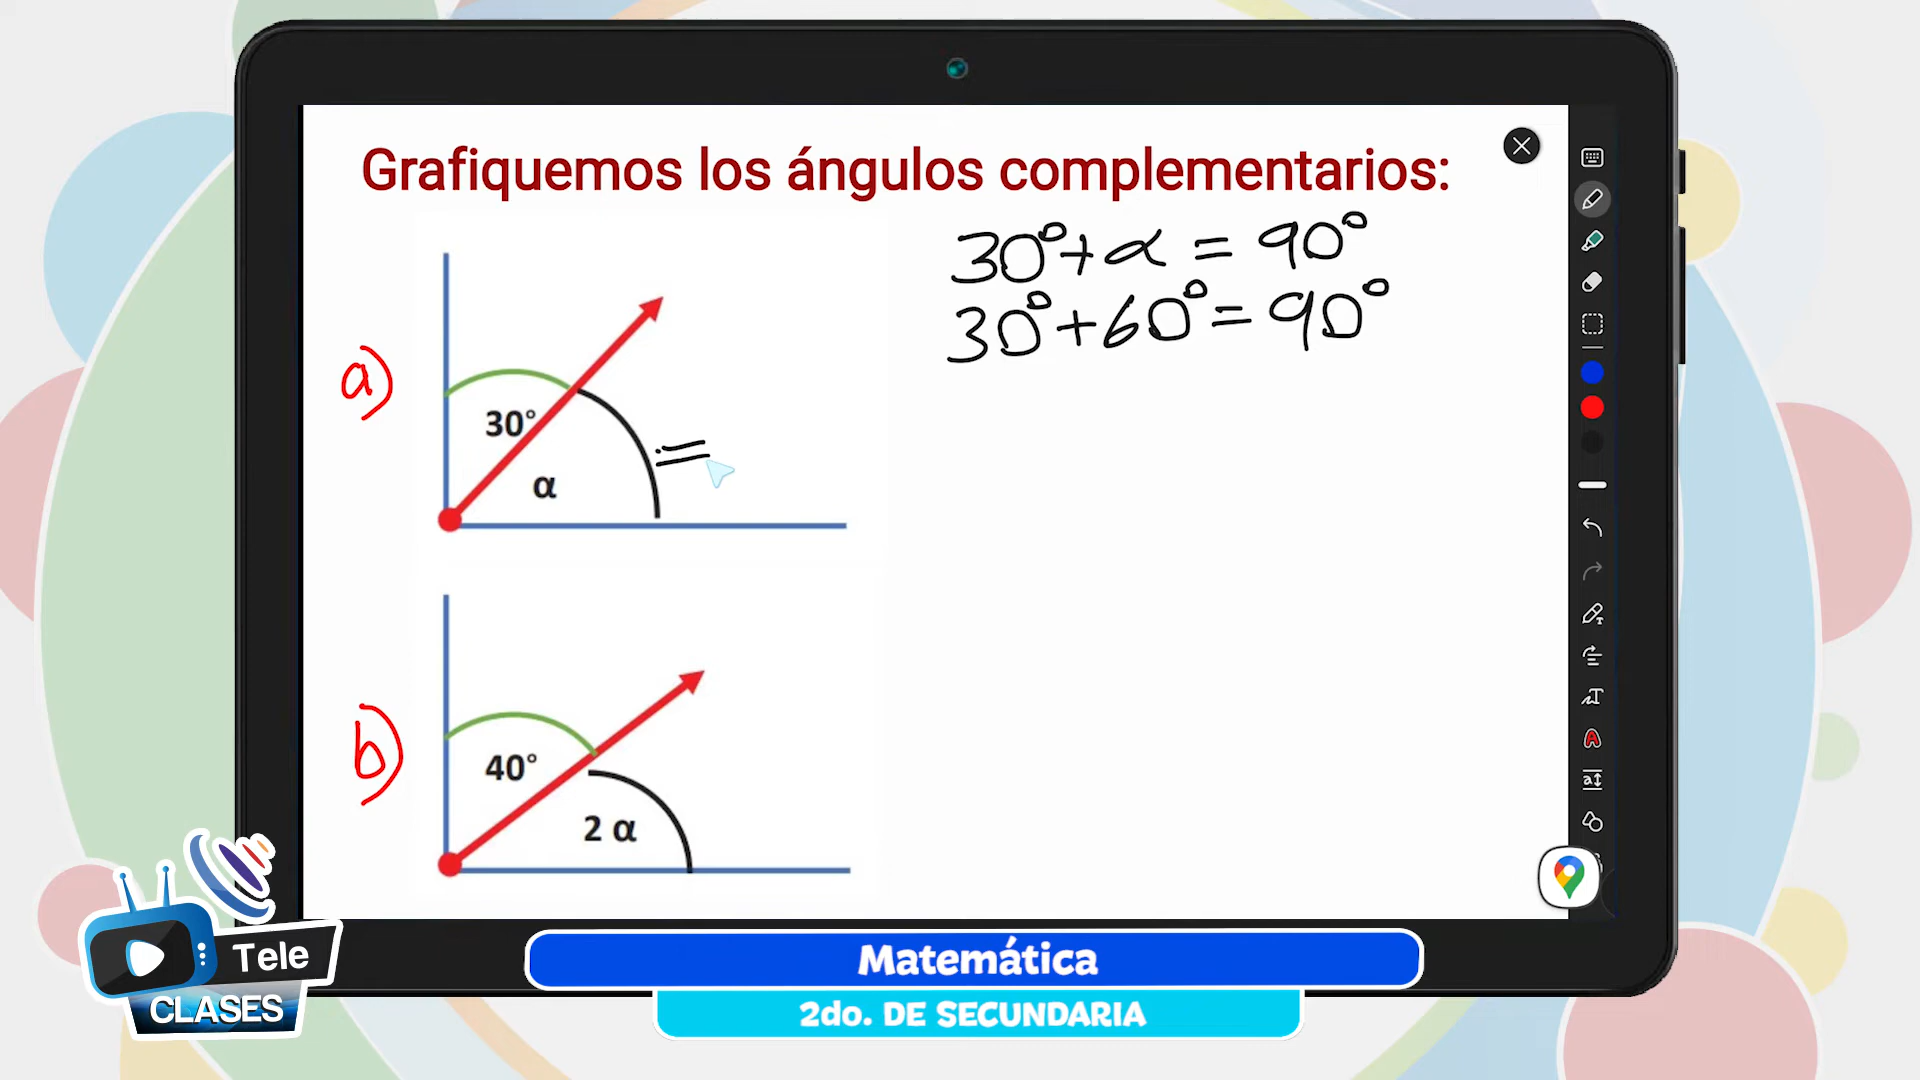 Grafiquemos los ángulos complementarios:
30° + α = 90°
30° + 60° = 90°
a)
30°
α
=
b)
40°
2 α
Tele
CLASES
Matemática
2do. DE SECUNDARIA